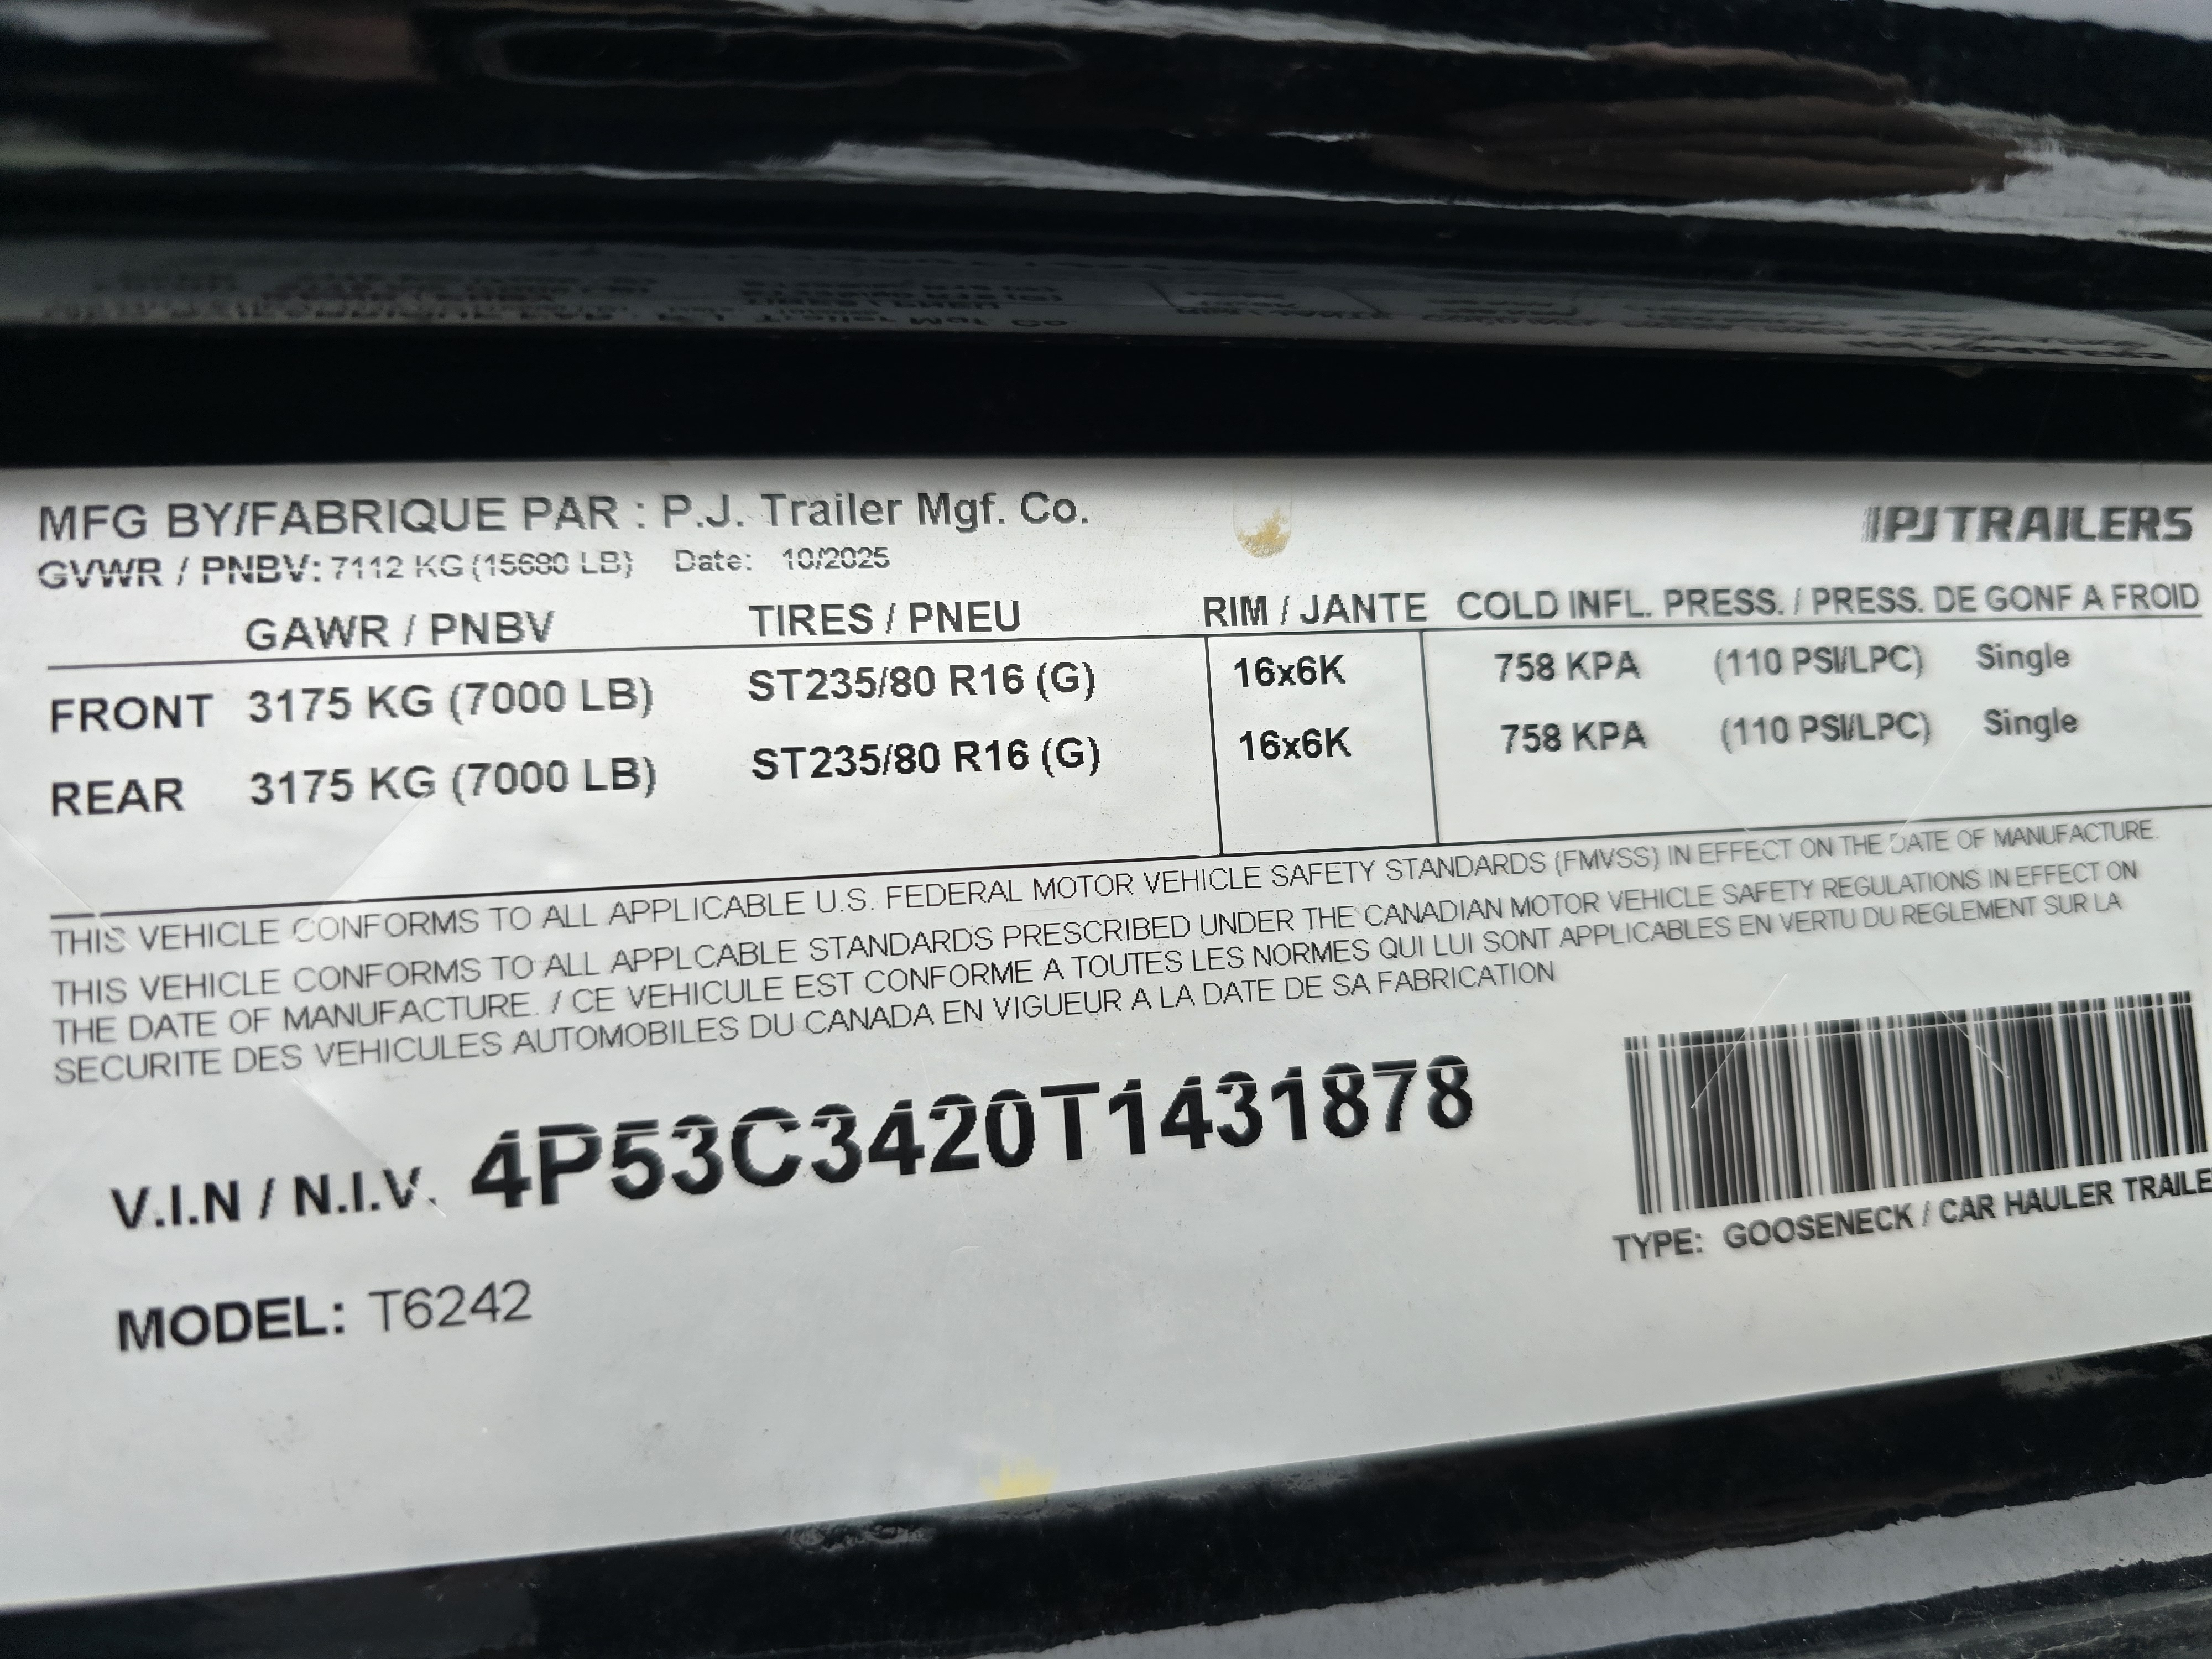 MFG BY/FABRIQUE PAR : P.J. Trailer Mgf. Co.
PJTRAILERS
GVWR / PNBV: 7112 KG (15680 LB) Date: 10/2025
GAWR / PNBV TIRES / PNEU RIM / JANTE COLD INFL. PRESS. / PRESS. DE GONF A FROID
FRONT 3175 KG (7000 LB) ST235/80 R16 (G) 16x6K 758 KPA (110 PSI/LPC) Single
REAR 3175 KG (7000 LB) ST235/80 R16 (G) 16x6K 758 KPA (110 PSI/LPC) Single
THIS VEHICLE CONFORMS TO ALL APPLICABLE U.S. FEDERAL MOTOR VEHICLE SAFETY STANDARDS (FMVSS) IN EFFECT ON THE DATE OF MANUFACTURE.
THIS VEHICLE CONFORMS TO ALL APPLCABLE STANDARDS PRESCRIBED UNDER THE CANADIAN MOTOR VEHICLE SAFETY REGULATIONS IN EFFECT ON
THE DATE OF MANUFACTURE. / CE VEHICULE EST CONFORME A TOUTES LES NORMES QUI LUI SONT APPLICABLES EN VERTU DU REGLEMENT SUR LA
SECURITE DES VEHICULES AUTOMOBILES DU CANADA EN VIGUEUR A LA DATE DE SA FABRICATION
V.I.N / N.I.V. 4P53C3420T1431878
TYPE: GOOSENECK / CAR HAULER TRAILE
MODEL: T6242